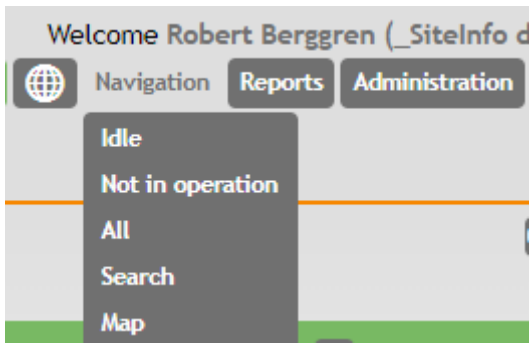 Welcome Robert Berggren (_SiteInfo d
Navigation Reports Administration
Idle
Not in operation
All
Search
Map